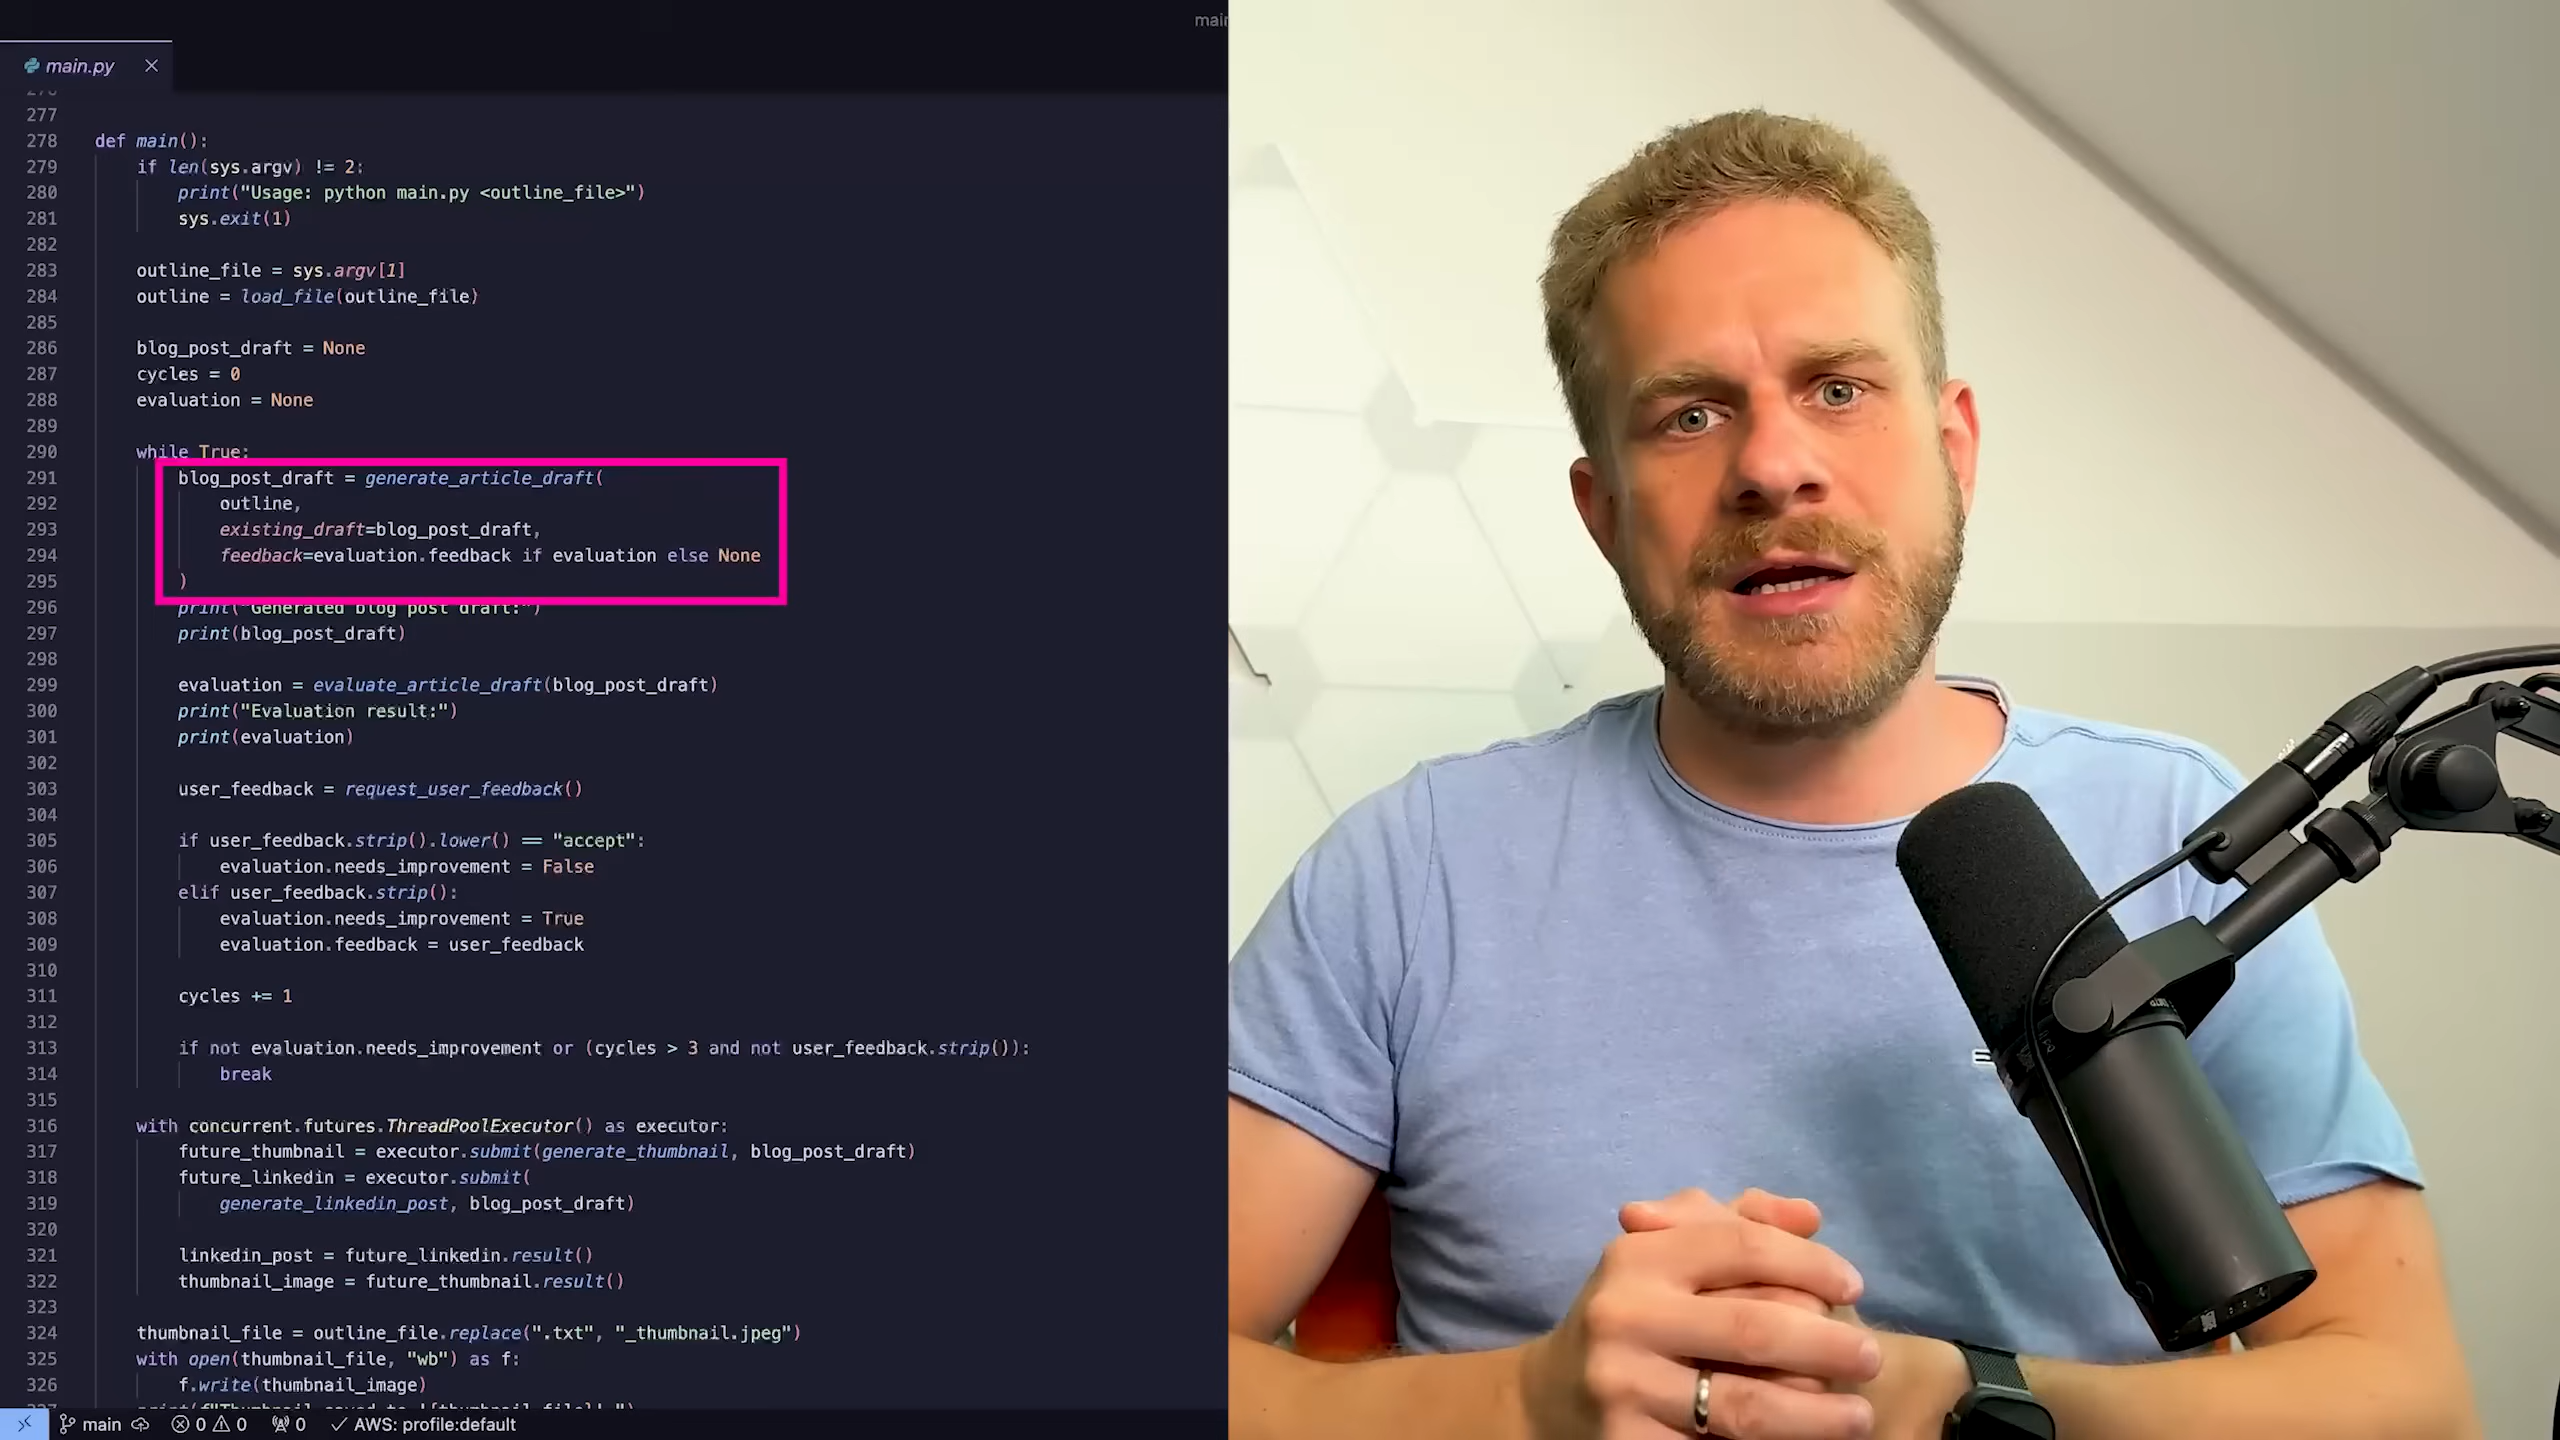 main.py
277
278 def main():
279 if len(sys.argv) != 2:
280 print("Usage: python main.py <outline_file>")
281 sys.exit(1)
282
283 outline_file = sys.argv[1]
284 outline = load_file(outline_file)
285
286 blog_post_draft = None
287 cycles = 0
288 evaluation = None
289
290 while True:
291 blog_post_draft = generate_article_draft(
292 outline,
293 existing_draft=blog_post_draft,
294 feedback=evaluation.feedback if evaluation else None
295 )
296 print("Generated blog post draft:")
297 print(blog_post_draft)
298
299 evaluation = evaluate_article_draft(blog_post_draft)
300 print("Evaluation result:")
301 print(evaluation)
302
303 user_feedback = request_user_feedback()
304
305 if user_feedback.strip().lower() == "accept":
306 evaluation.needs_improvement = False
307 elif user_feedback.strip():
308 evaluation.needs_improvement = True
309 evaluation.feedback = user_feedback
310
311 cycles += 1
312
313 if not evaluation.needs_improvement or (cycles > 3 and not user_feedback.strip()):
314 break
315
316 with concurrent.futures.ThreadPoolExecutor() as executor:
317 future_thumbnail = executor.submit(generate_thumbnail, blog_post_draft)
318 future_linkedin = executor.submit(
319 generate_linkedin_post, blog_post_draft)
320
321 linkedin_post = future_linkedin.result()
322 thumbnail_image = future_thumbnail.result()
323
324 thumbnail_file = outline_file.replace(".txt", "_thumbnail.jpeg")
325 with open(thumbnail_file, "wb") as f:
326 f.write(thumbnail_image)
main 0 0 0 AWS: profile:default